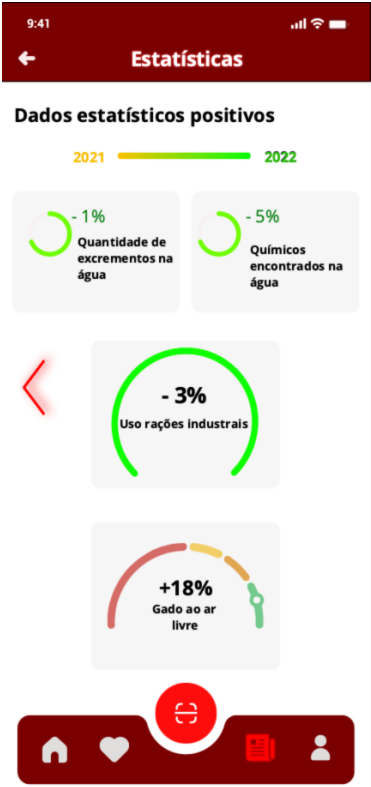 9:41
Estatísticas
Dados estatísticos positivos
2021
2022
- 1%
Quantidade de
excrementos na
água
- 5%
Químicos
encontrados na
água
- 3%
Uso rações industrais
+18%
Gado ao ar
livre